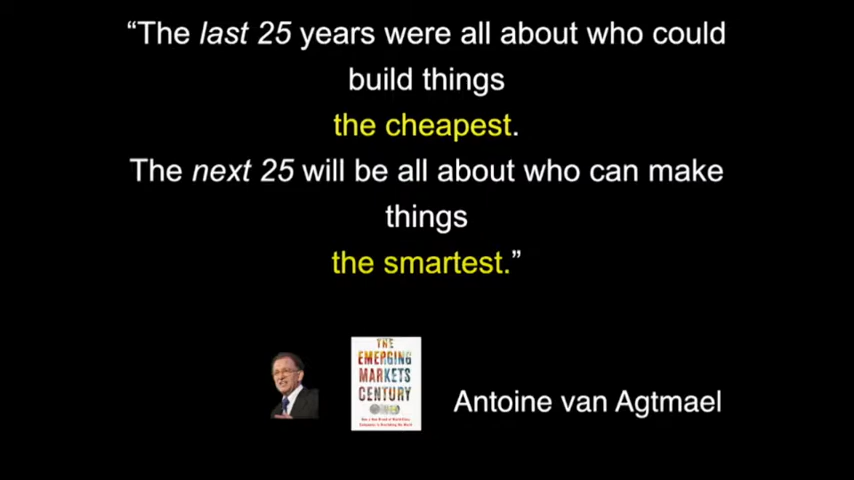 “The last 25 years were all about who could
build things
the cheapest.
The next 25 will be all about who can make
things
the smartest.”
THE
EMERGING
MARKETS
CENTURY
Antoine van Agtmael